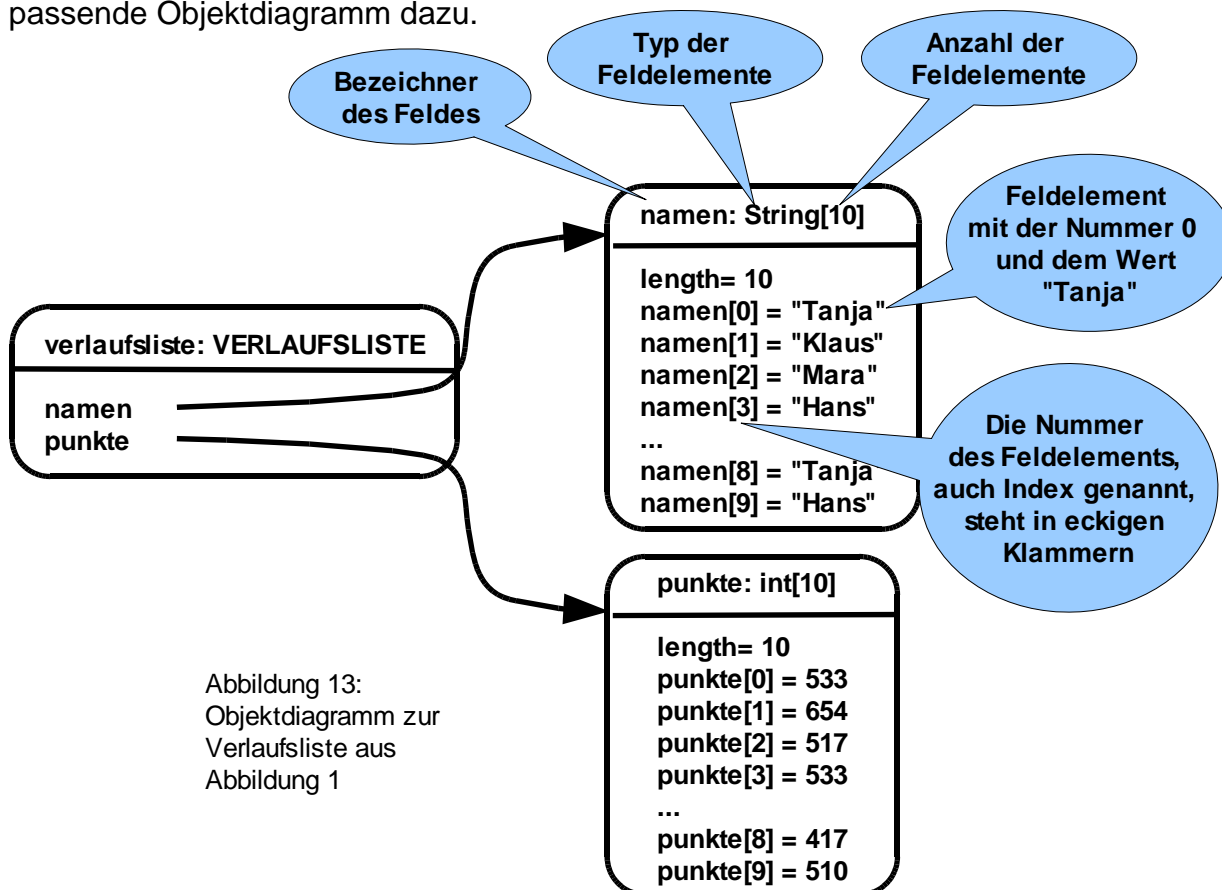 passende Objektdiagramm dazu.
Bezeichner
des Feldes
Typ der
Feldelemente
Anzahl der
Feldelemente
namen: String[10]
length= 10
namen[0] = "Tanja"
namen[1] = "Klaus"
namen[2] = "Mara"
namen[3] = "Hans"
...
namen[8] = "Tanja
namen[9] = "Hans"
Feldelement
mit der Nummer 0
und dem Wert
"Tanja"
verlaufsliste: VERLAUFSLISTE
namen
punkte
Die Nummer
des Feldelements,
auch Index genannt,
steht in eckigen
Klammern
punkte: int[10]
length= 10
punkte[0] = 533
punkte[1] = 654
punkte[2] = 517
punkte[3] = 533
...
punkte[8] = 417
punkte[9] = 510
Abbildung 13:
Objektdiagramm zur
Verlaufsliste aus
Abbildung 1